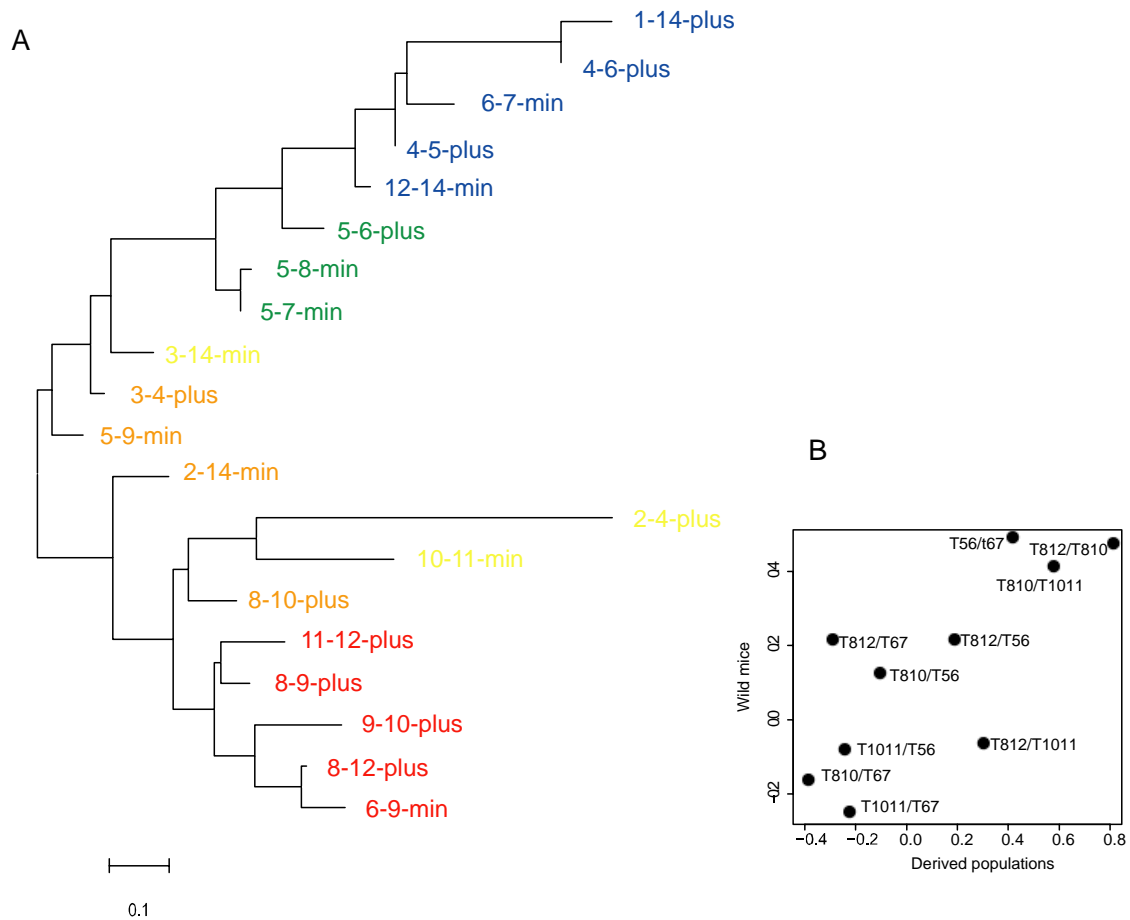 A
1-14-plus
4-6-plus
6-7-min
4-5-plus
12-14-min
5-6-plus
5-8-min
5-7-min
3-14-min
3-4-plus
5-9-min
2-14-min
2-4-plus
10-11-min
8-10-plus
11-12-plus
8-9-plus
9-10-plus
8-12-plus
6-9-min
0.1
B
T56/t67
T812/T810
T810/T1011
T812/T67
T812/T56
T810/T56
T812/T1011
T1011/T56
T810/T67
T1011/T67
Wild mice
04
02
00
-02
-0.4
-0.2
0.0
0.2
0.4
0.6
0.8
Derived populations